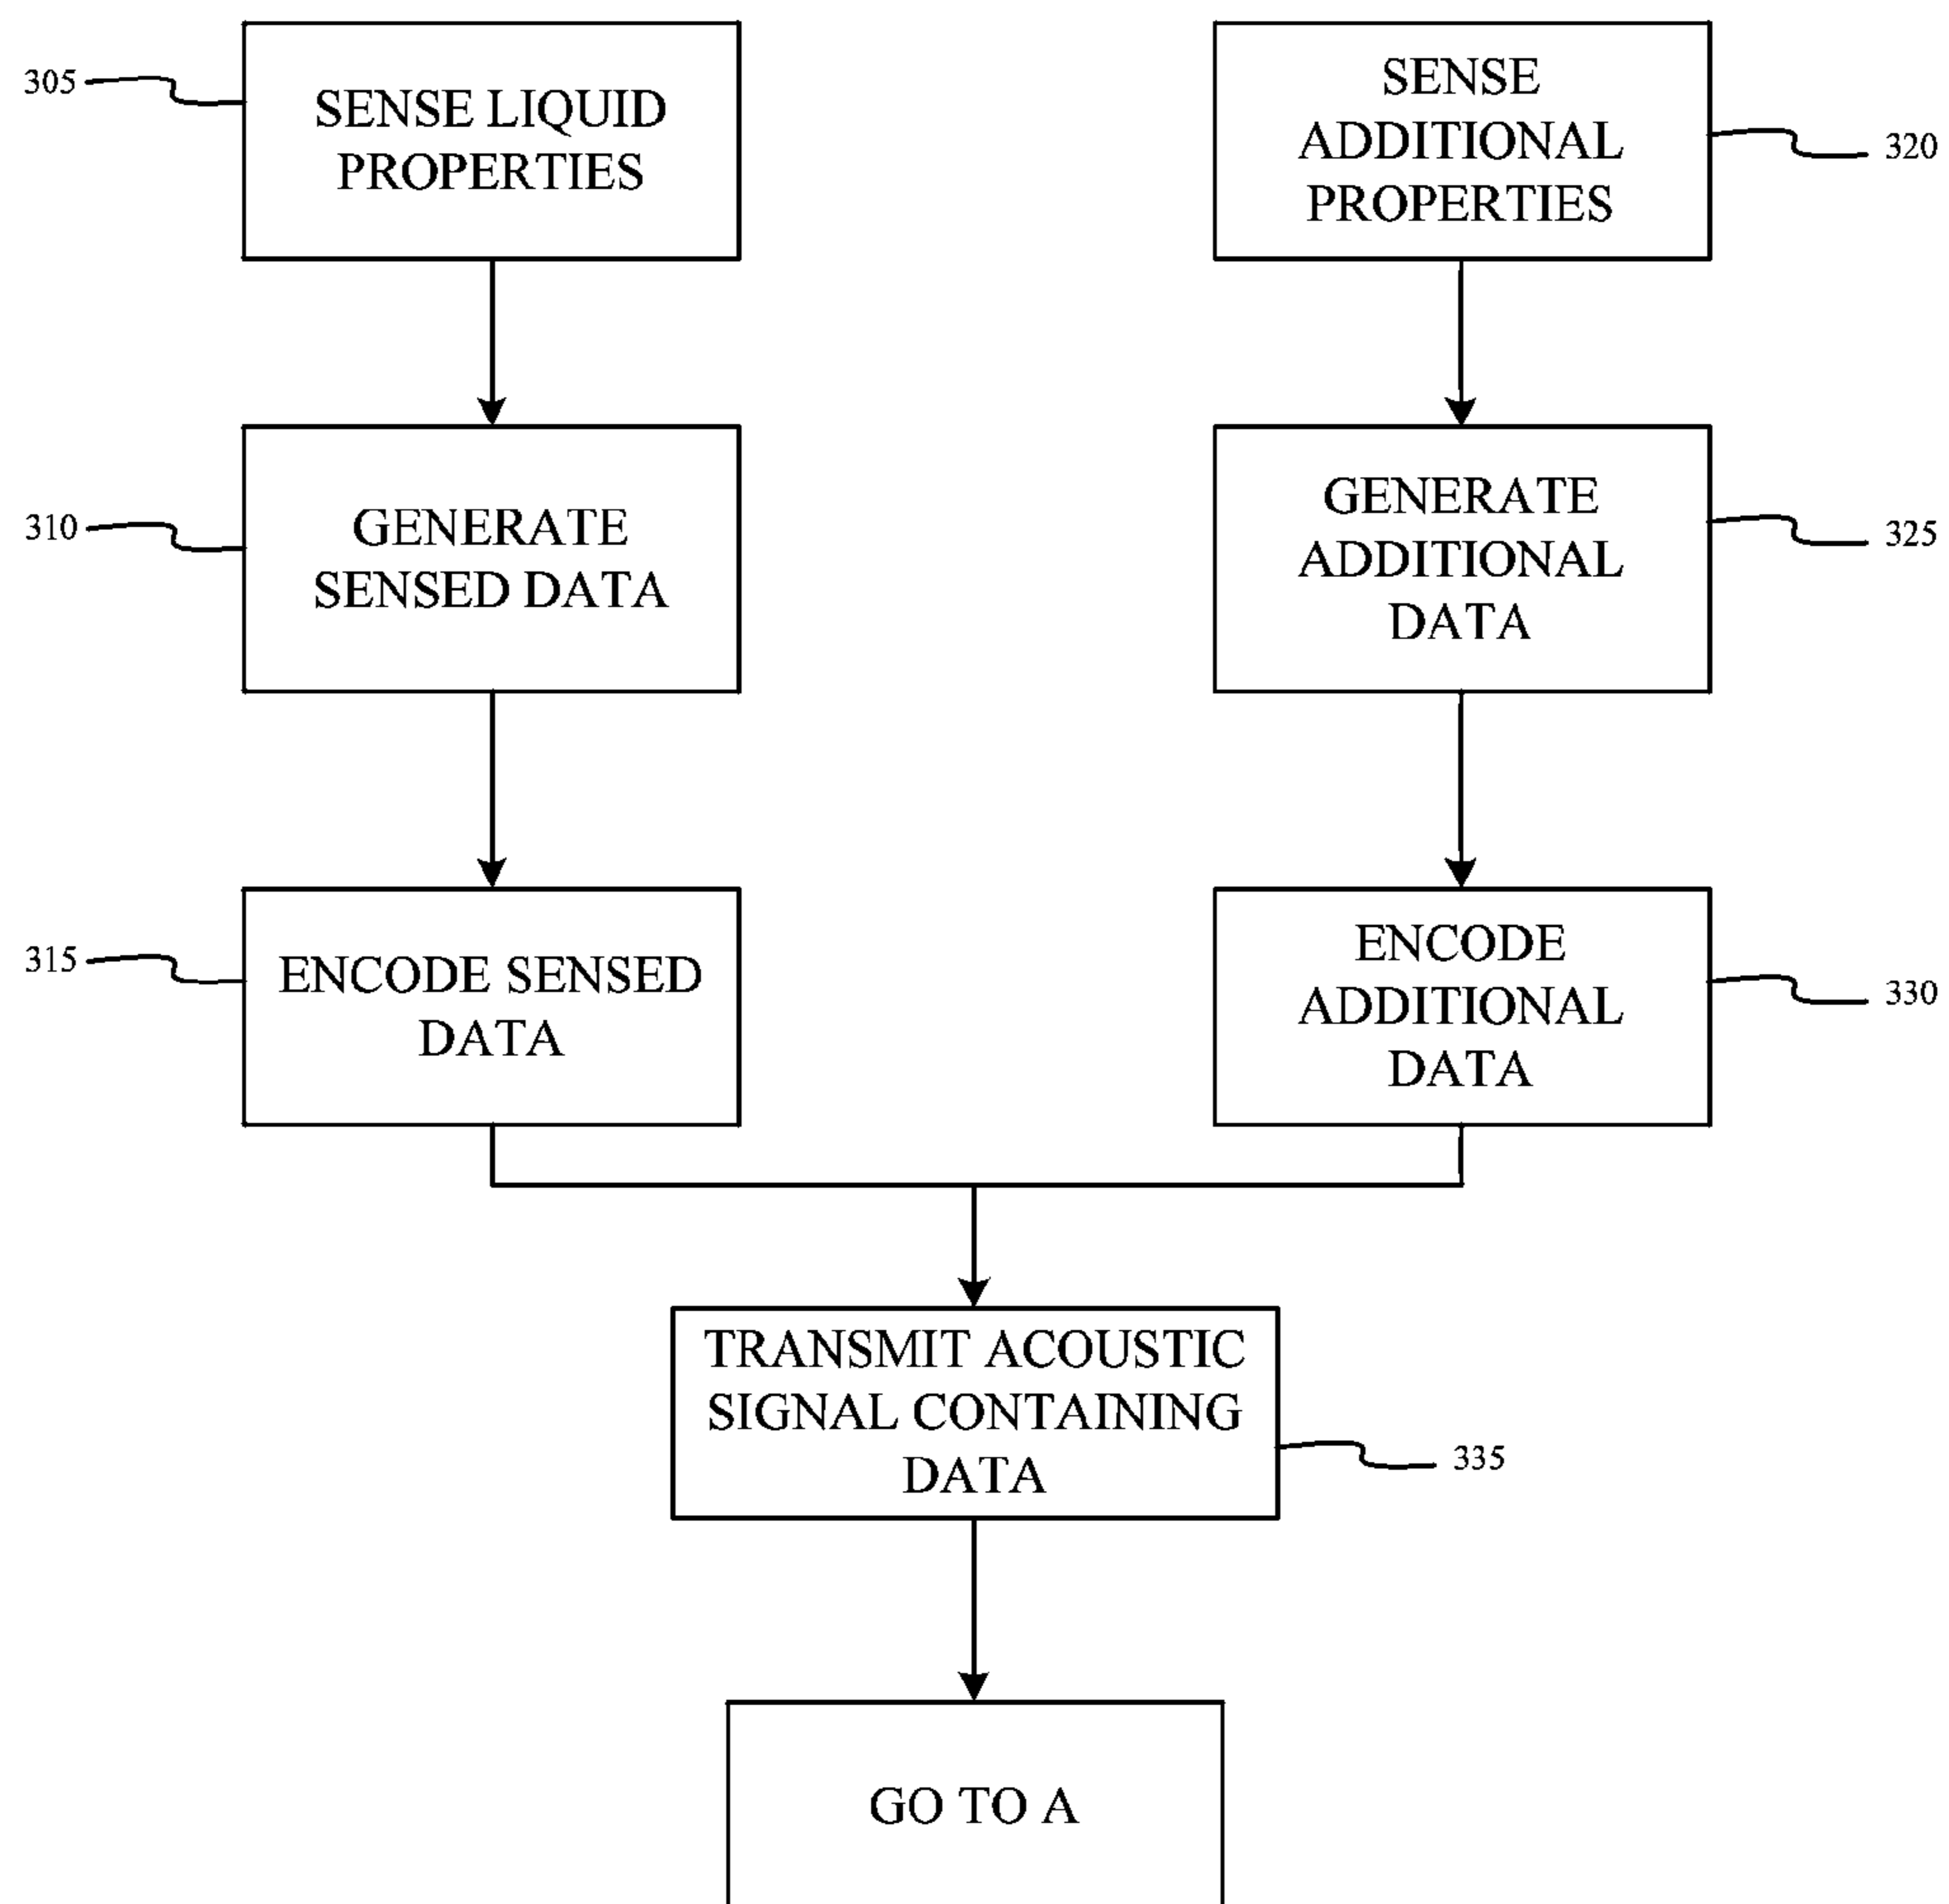 305
SENSE LIQUID
PROPERTIES
SENSE
ADDITIONAL
PROPERTIES
320
310
GENERATE
SENSED DATA
GENERATE
ADDITIONAL
DATA
325
315
ENCODE SENSED
DATA
ENCODE
ADDITIONAL
DATA
330
TRANSMIT ACOUSTIC
SIGNAL CONTAINING
DATA
335
GO TO A